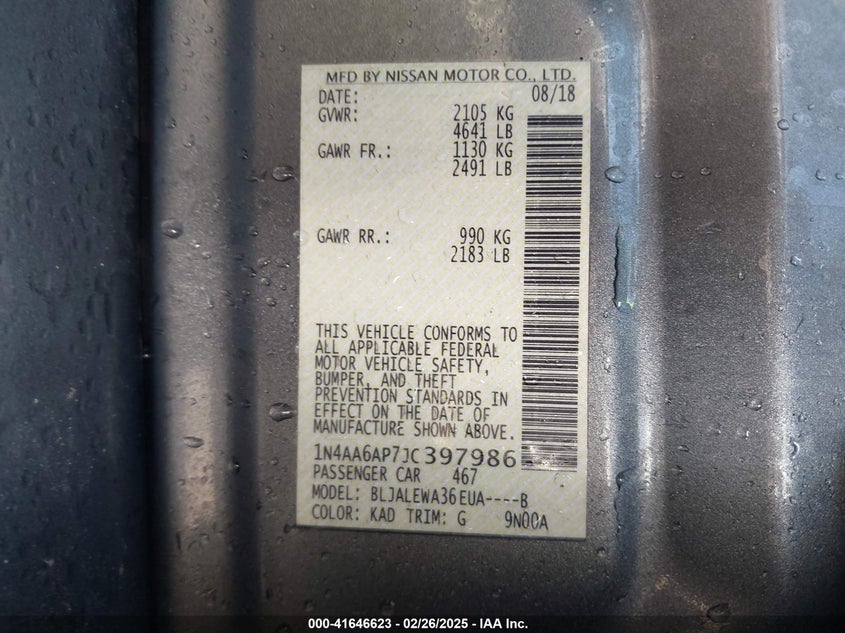 MFD BY NISSAN MOTOR CO., LTD.
DATE: 08/18
GVWR: 2105 KG
4641 LB
GAWR FR.: 1130 KG
2491 LB
GAWR RR.: 990 KG
2183 LB
THIS VEHICLE CONFORMS TO
ALL APPLICABLE FEDERAL
MOTOR VEHICLE SAFETY,
BUMPER, AND THEFT
PREVENTION STANDARDS IN
EFFECT ON THE DATE OF
MANUFACTURE SHOWN ABOVE.
1N4AA6AP7JC397986
PASSENGER CAR 467
MODEL: BLJALEWA36EUA----B
COLOR: KAD TRIM: G 9N00A
000-41646623 - 02/26/2025 - IAA Inc.